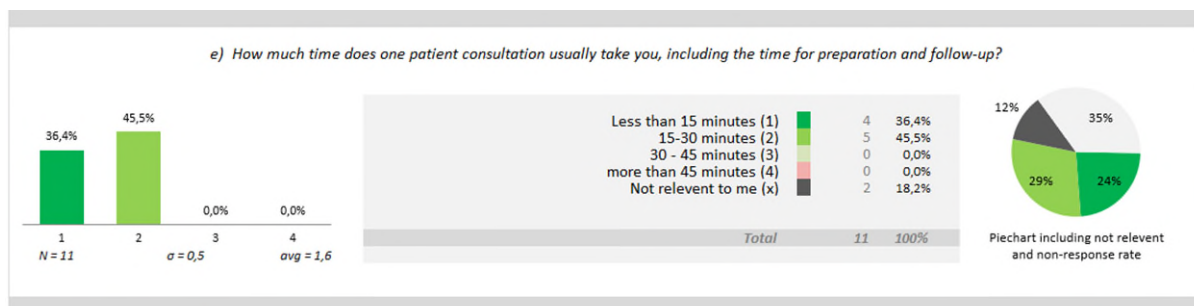 e) How much time does one patient consultation usually take you, including the time for preparation and follow-up?
36,4%
45,5%
0,0%
0,0%
1
2
3
4
N = 11
σ = 0,5
avg = 1,6
Less than 15 minutes (1) 4 36,4%
15-30 minutes (2) 5 45,5%
30 - 45 minutes (3) 0 0,0%
more than 45 minutes (4) 0 0,0%
Not relevent to me (x) 2 18,2%
Total 11 100%
12%
35%
29%
24%
Piechart including not relevent
and non-response rate